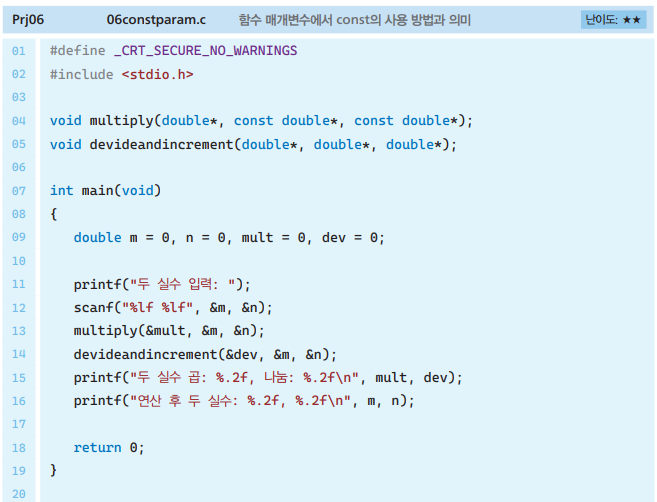 Prj06 06constparam.c 함수 매개변수에서 const의 사용 방법과 의미 난이도: ★★
01 #define _CRT_SECURE_NO_WARNINGS
02 #include <stdio.h>
03
04 void multiply(double*, const double*, const double*);
05 void devideandincrement(double*, double*, double*);
06
07 int main(void)
08 {
09 double m = 0, n = 0, mult = 0, dev = 0;
10
11 printf("두 실수 입력: ");
12 scanf("%lf %lf", &m, &n);
13 multiply(&mult, &m, &n);
14 devideandincrement(&dev, &m, &n);
15 printf("두 실수 곱: %.2f, 나눔: %.2f\n", mult, dev);
16 printf("연산 후 두 실수: %.2f, %.2f\n", m, n);
17
18 return 0;
19 }
20